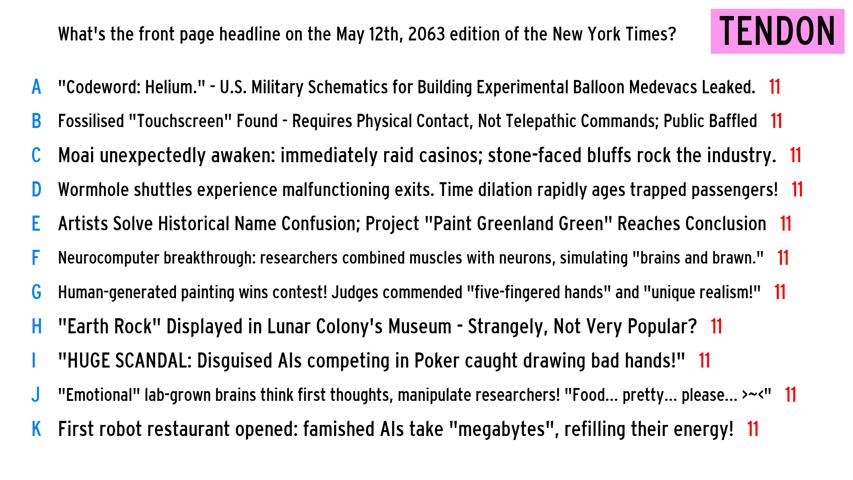 What's the front page headline on the May 12th, 2063 edition of the New York Times?
TENDON
A "Codeword: Helium." - U.S. Military Schematics for Building Experimental Balloon Medevacs Leaked. 11
B Fossilised "Touchscreen" Found - Requires Physical Contact, Not Telepathic Commands; Public Baffled 11
C Moai unexpectedly awaken: immediately raid casinos; stone-faced bluffs rock the industry. 11
D Wormhole shuttles experience malfunctioning exits. Time dilation rapidly ages trapped passengers! 11
E Artists Solve Historical Name Confusion; Project "Paint Greenland Green" Reaches Conclusion 11
F Neurocomputer breakthrough: researchers combined muscles with neurons, simulating "brains and brawn." 11
G Human-generated painting wins contest! Judges commended "five-fingered hands" and "unique realism!" 11
H "Earth Rock" Displayed in Lunar Colony's Museum - Strangely, Not Very Popular? 11
I "HUGE SCANDAL: Disguised AIs competing in Poker caught drawing bad hands!" 11
J "Emotional" lab-grown brains think first thoughts, manipulate researchers! "Food... pretty... please... >~<" 11
K First robot restaurant opened: famished AIs take "megabytes", refilling their energy! 11